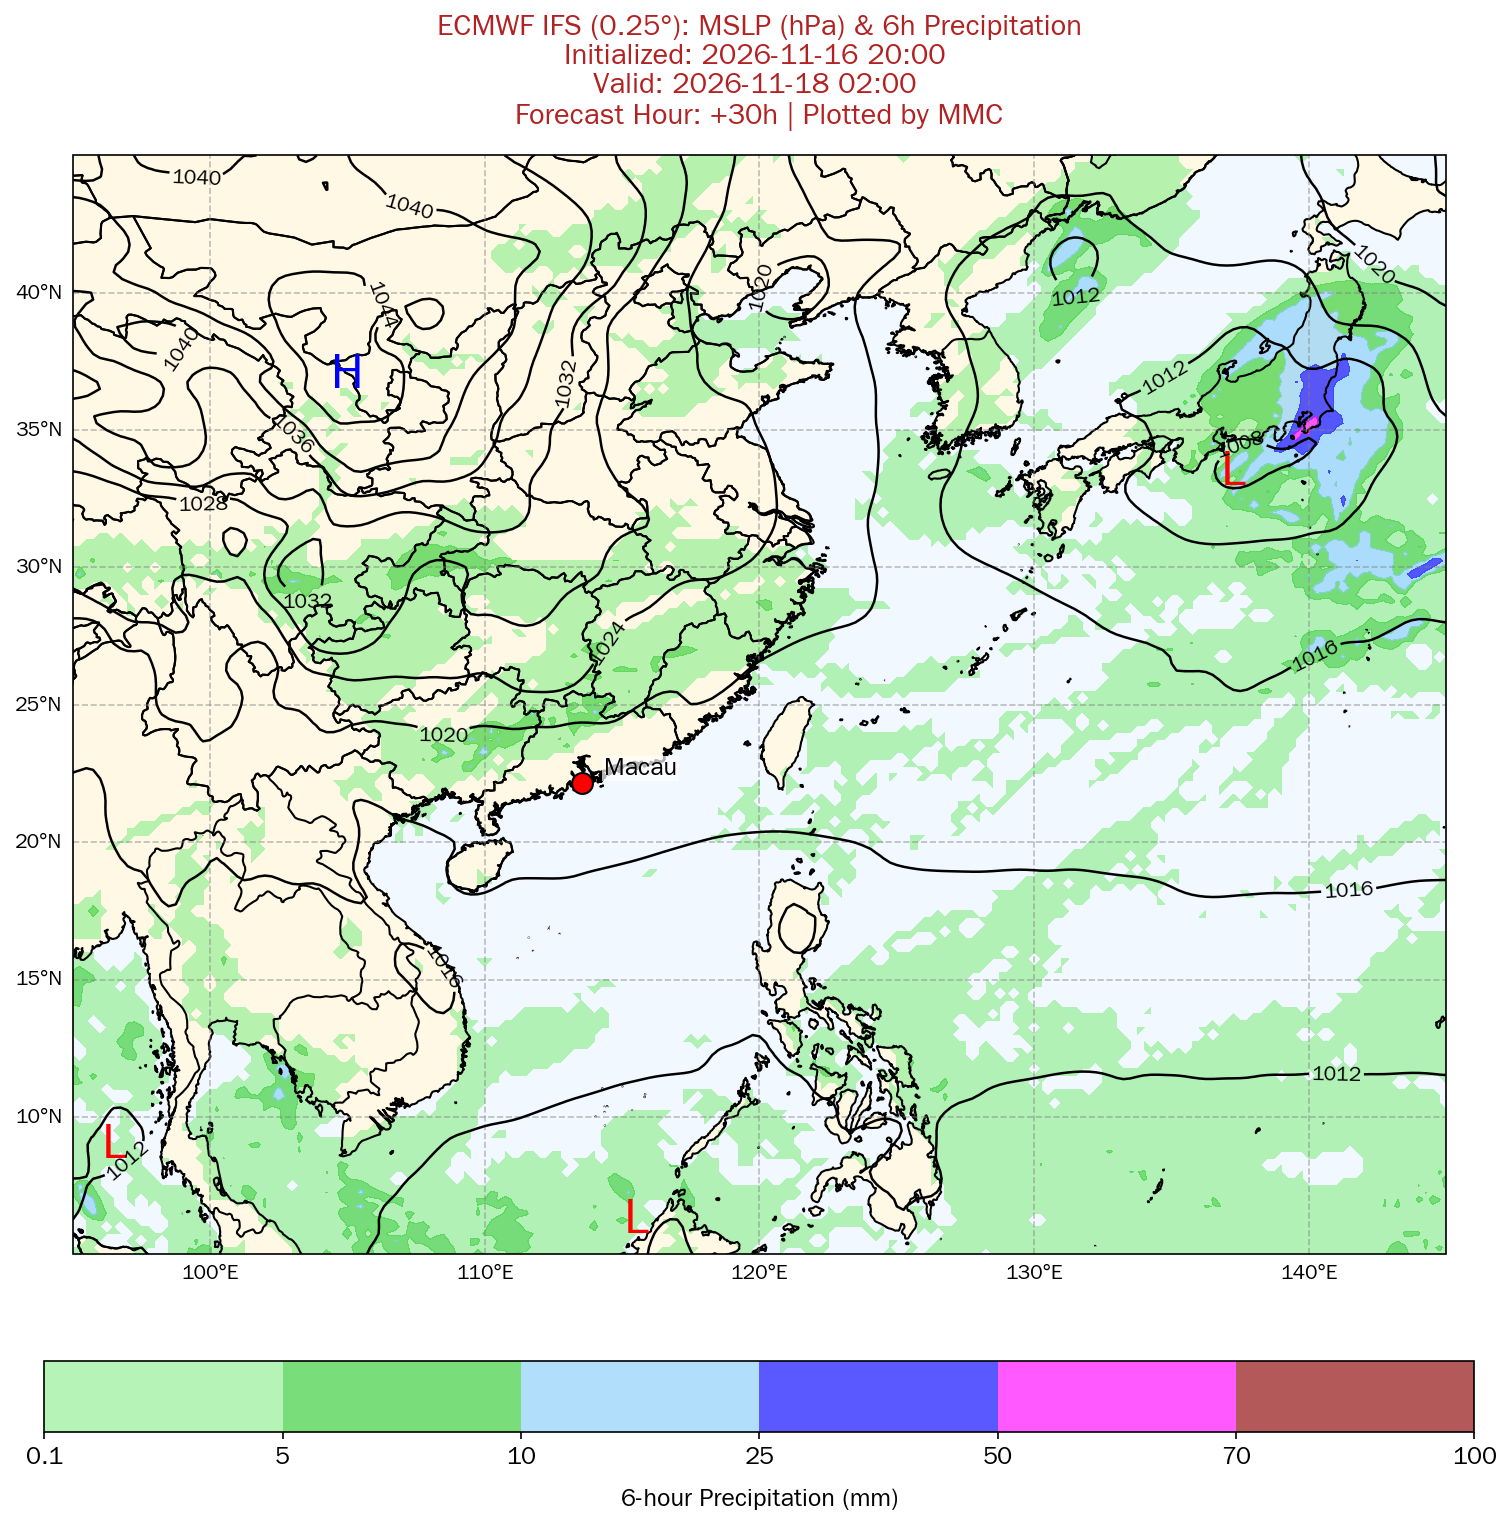 ECMWF IFS (0.25°): MSLP (hPa) & 6h Precipitation
Initialized: 2026-11-16 20:00
Valid: 2026-11-18 02:00
Forecast Hour: +30h | Plotted by MMC
1040
1040
1020
40°N
1044
1020
1012
1040
1032
H
1012
35°N
1036
1008
L
1028
30°N
1032
1024
1016
25°N
1020
Macau
20°N
1016
1016
15°N
1012
10°N
L
1012
L
100°E
110°E
120°E
130°E
140°E
0.1
5
10
25
50
70
100
6-hour Precipitation (mm)